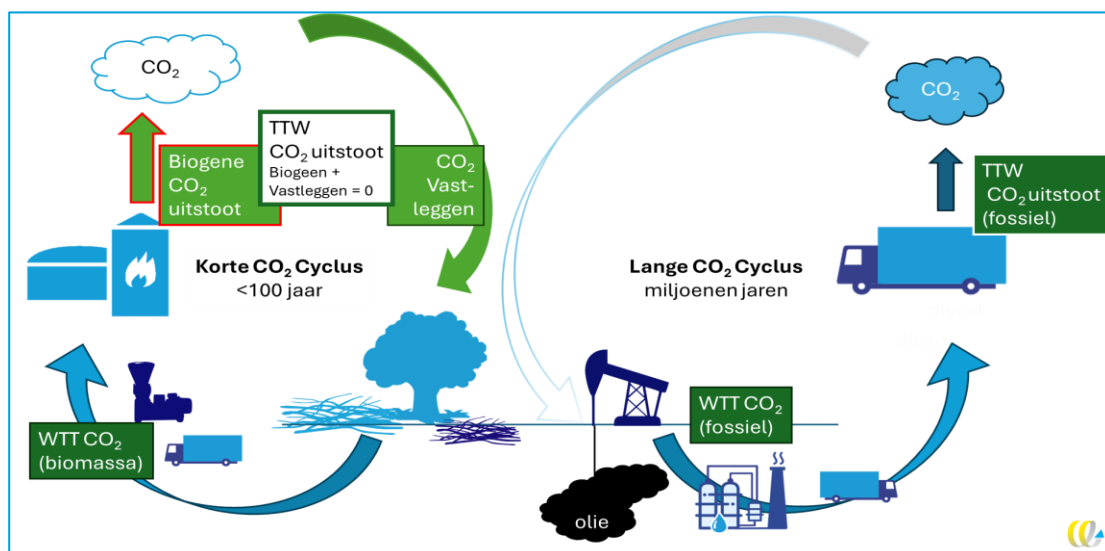 CO₂
Biogene
CO₂
uitstoot
TTW
CO₂ uitstoot
Biogeen +
Vastleggen = 0
CO₂
Vast-
leggen
Korte CO₂ Cyclus
<100 jaar
WTT CO₂
(biomassa)
CO₂
TTW
CO₂ uitstoot
(fossiel)
Lange CO₂ Cyclus
miljoenen jaren
WTT CO₂
(fossiel)
olie